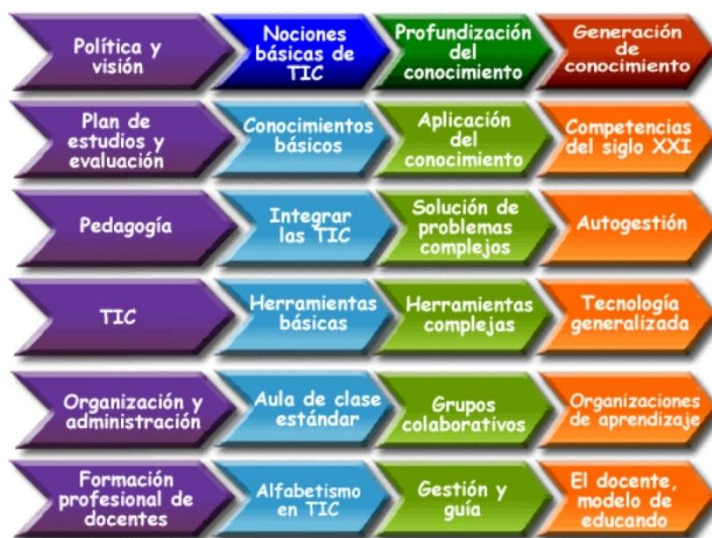 Política y
visión
Nociones
básicas de
TIC
Profundización
del
conocimiento
Generación
de
conocimiento
Plan de
estudios y
evaluación
Conocimientos
básicos
Aplicación
del
conocimiento
Competencias
del siglo XXI
Pedagogía
Integrar
las TIC
Solución de
problemas
complejos
Autogestión
TIC
Herramientas
básicas
Herramientas
complejas
Tecnología
generalizada
Organización y
administración
Aula de clase
estándar
Grupos
colaborativos
Organizaciones
de aprendizaje
Formación
profesional de
docentes
Alfabetismo
en TIC
Gestión y
guía
El docente,
modelo de
educando